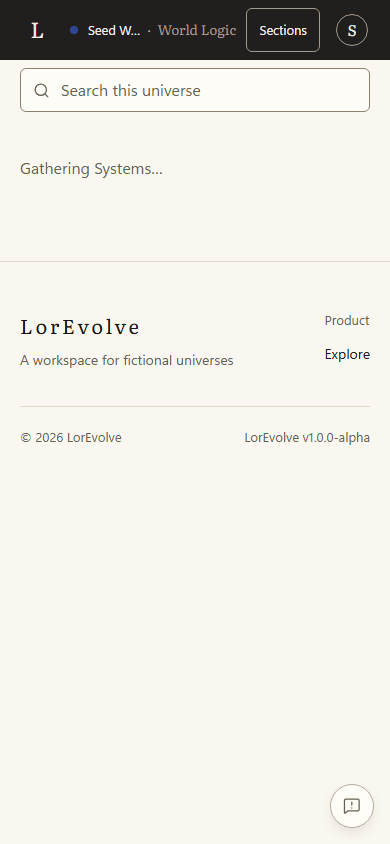 L Seed W... · World Logic Sections S
Search this universe
Gathering Systems...
LorEvolve
Product
A workspace for fictional universes
Explore
© 2026 LorEvolve
LorEvolve v1.0.0-alpha